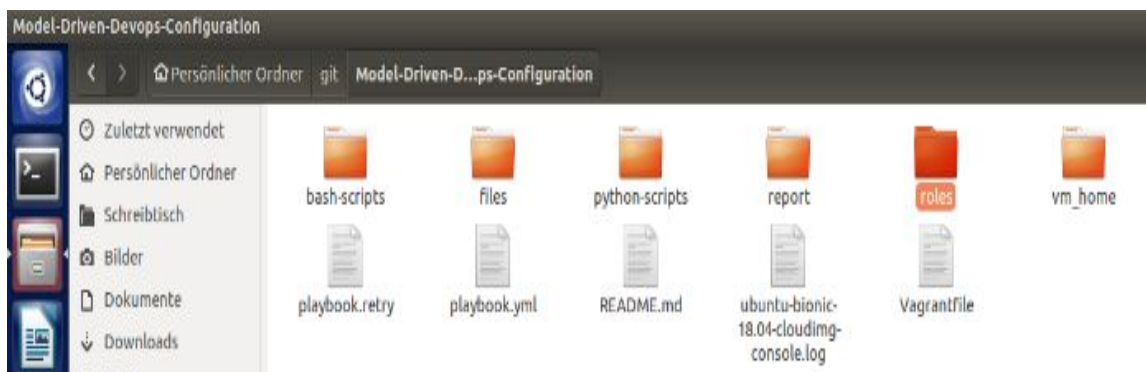 Model-Driven-Devops-Configuration
Persönlicher Ordner git Model-Driven-D...ps-Configuration
Zuletzt verwendet
Persönlicher Ordner
Schreibtisch
Bilder
Dokumente
Downloads
bash-scripts files python-scripts report roles vm_home
playbook.retry playbook.yml README.md ubuntu-bionic- Vagrantfile
18.04-cloudimg-
console.log